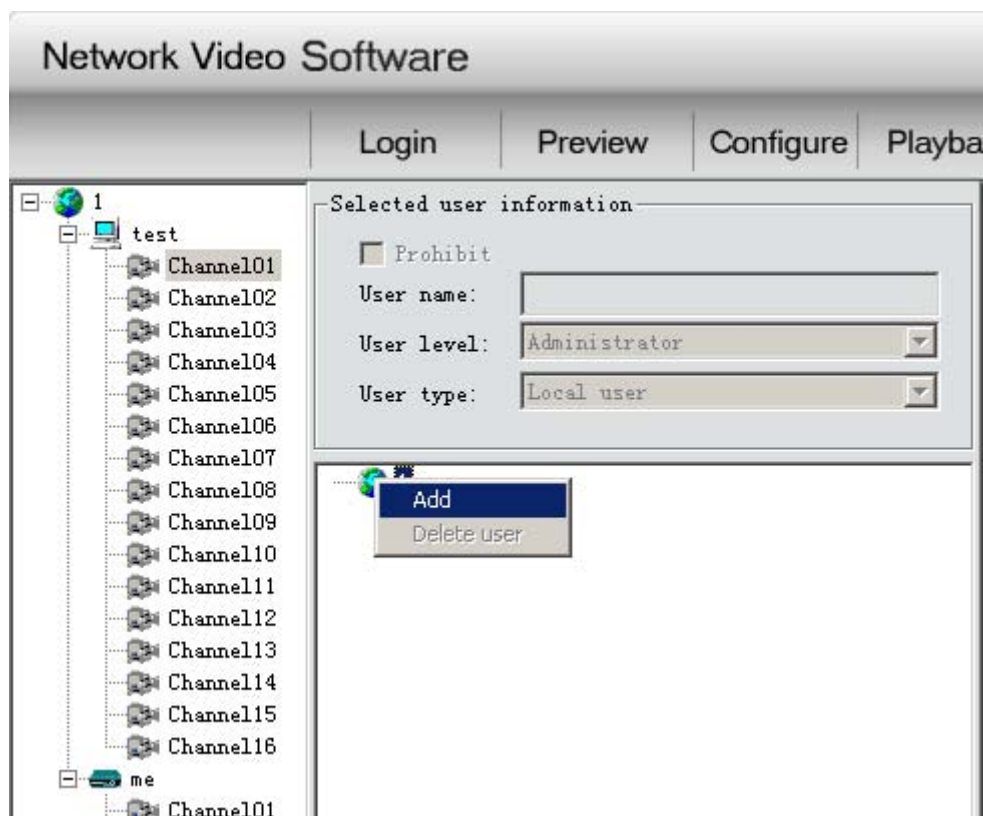 Network Video Software
Login Preview Configure Playba
1
test
Channel01
Channel02
Channel03
Channel04
Channel05
Channel06
Channel07
Channel08
Channel09
Channel10
Channel11
Channel12
Channel13
Channel14
Channel15
Channel16
me
Channel01
Selected user information
Prohibit
User name:
User level: Administrator
User type: Local user
Add
Delete user